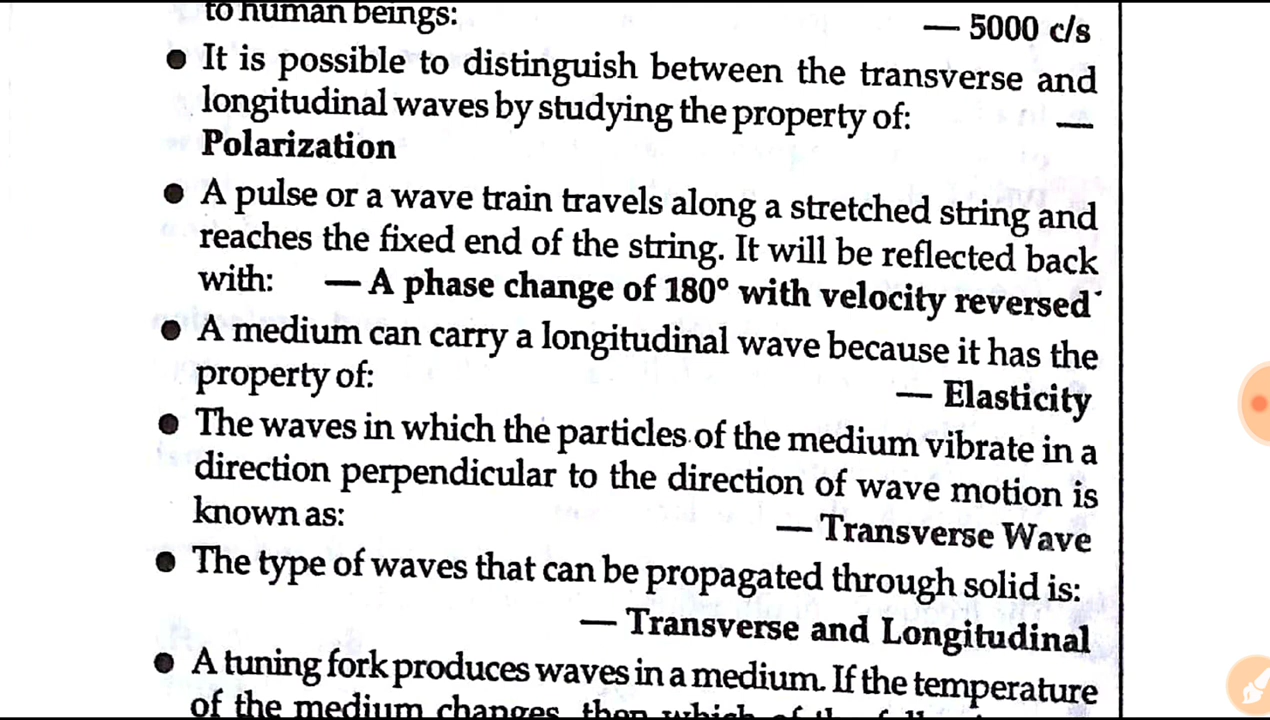 to human beings:
— 5000 c/s
● It is possible to distinguish between the transverse and
longitudinal waves by studying the property of: —
Polarization
● A pulse or a wave train travels along a stretched string and
reaches the fixed end of the string. It will be reflected back
with: — A phase change of 180° with velocity reversed
● A medium can carry a longitudinal wave because it has the
property of: — Elasticity
● The waves in which the particles of the medium vibrate in a
direction perpendicular to the direction of wave motion is
known as: — Transverse Wave
● The type of waves that can be propagated through solid is:
— Transverse and Longitudinal
● A tuning fork produces waves in a medium. If the temperature
of the medium changes, then which of the